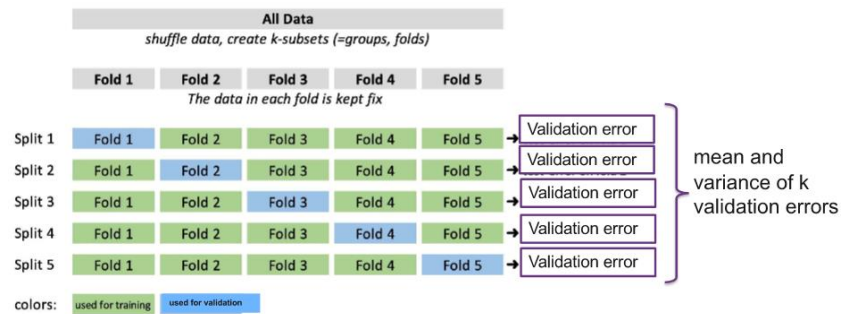 All Data
shuffle data, create k-subsets (=groups, folds)
Fold 1 Fold 2 Fold 3 Fold 4 Fold 5
The data in each fold is kept fix
Split 1 Fold 1 Fold 2 Fold 3 Fold 4 Fold 5 → Validation error
Split 2 Fold 1 Fold 2 Fold 3 Fold 4 Fold 5 → Validation error
Split 3 Fold 1 Fold 2 Fold 3 Fold 4 Fold 5 → Validation error
Split 4 Fold 1 Fold 2 Fold 3 Fold 4 Fold 5 → Validation error
Split 5 Fold 1 Fold 2 Fold 3 Fold 4 Fold 5 → Validation error
mean and
variance of k
validation errors
colors: used for training used for validation